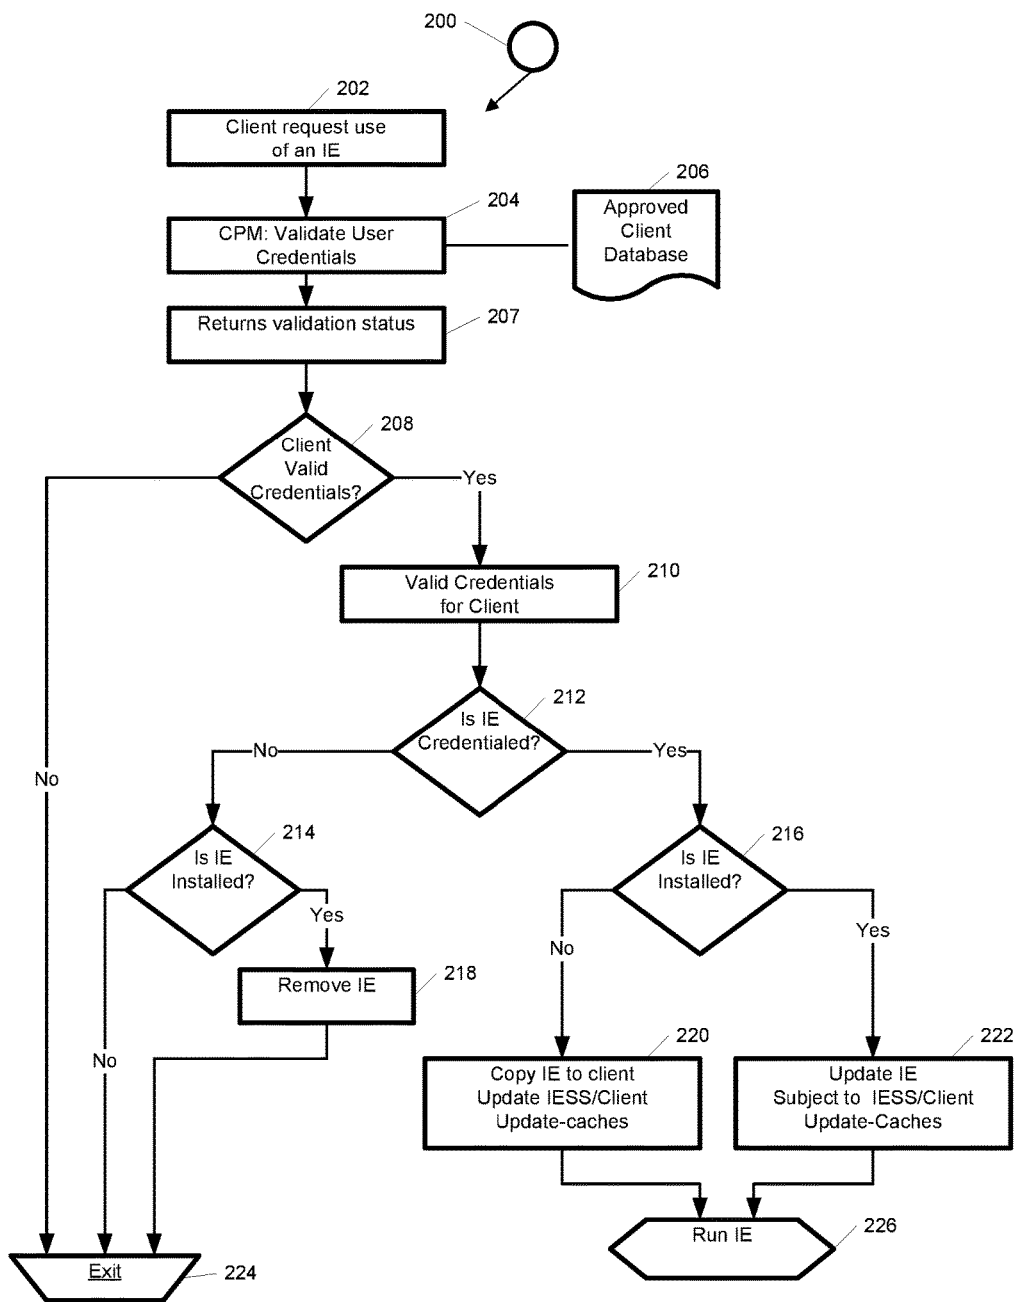 200
202
Client request use
of an IE
204
206
CPM: Validate User
Credentials
Approved
Client
Database
207
Returns validation status
208
Client
Valid
Credentials?
Yes
210
Valid Credentials
for Client
212
Is IE
Credentialed?
No
Yes
No
214
216
Is IE
Installed?
Is IE
Installed?
Yes
Yes
No
218
Remove IE
220
222
No
Copy IE to client
Update IESS/Client
Update-caches
Update IE
Subject to IESS/Client
Update-Caches
226
Run IE
Exit
224